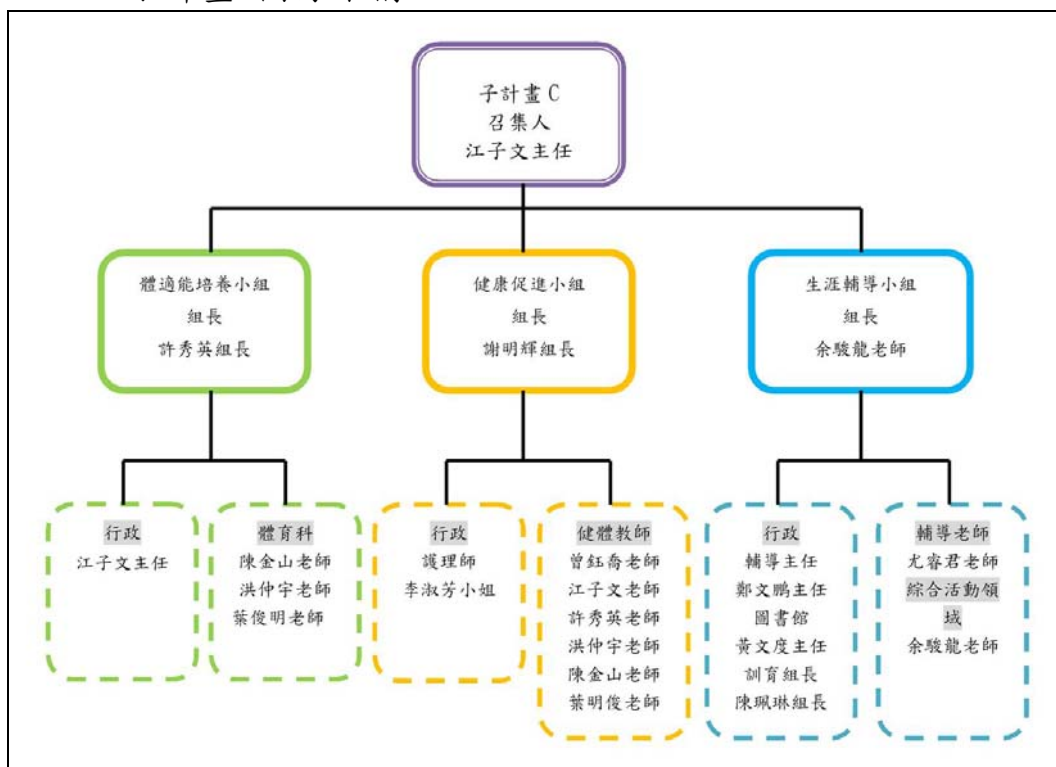 子計畫C
召集人
江子文主任
體適能培養小組
組長
許秀英組長
健康促進小組
組長
謝明輝組長
生涯輔導小組
組長
余駿龍老師
行政
江子文主任
體育科
陳金山老師
洪仲宇老師
葉俊明老師
行政
護理師
李淑芳小姐
健體教師
曾鈺喬老師
江子文老師
許秀英老師
洪仲宇老師
陳金山老師
葉明俊老師
行政
輔導主任
鄭文鵬主任
圖書館
黃文度主任
訓育組長
陳珮琳組長
輔導老師
尤睿君老師
綜合活動領
域
余駿龍老師